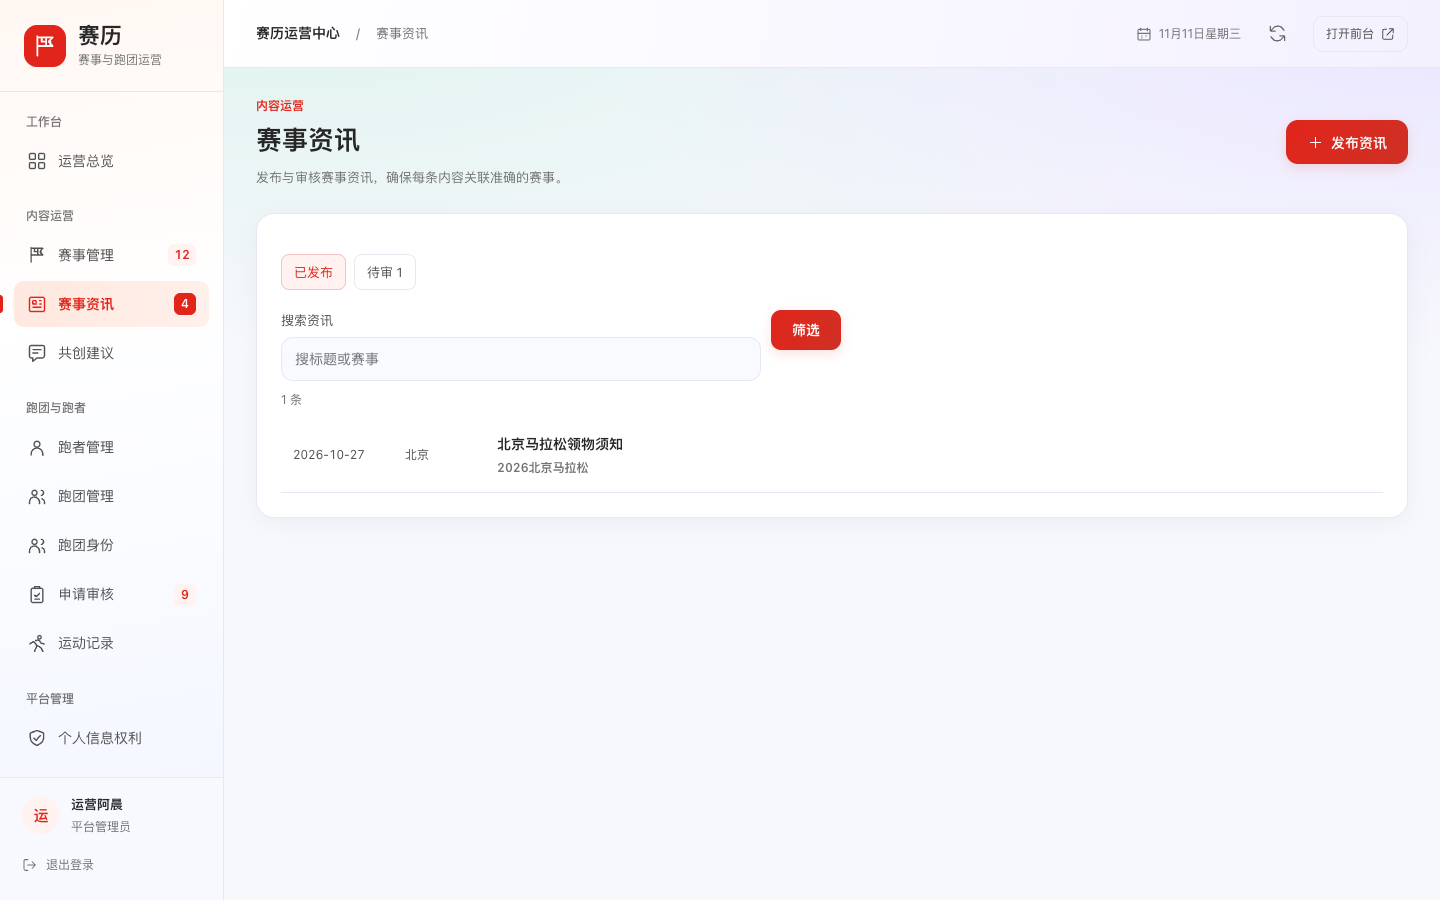 赛历
赛事与跑团运营
工作台
运营总览
内容运营
赛事管理 12
赛事资讯 4
共创建议
跑团与跑者
跑者管理
跑团管理
跑团身份
申请审核 9
运动记录
平台管理
个人信息权利
运
运营阿晨
平台管理员
退出登录
赛历运营中心 / 赛事资讯
11月11日星期三
打开前台
内容运营
赛事资讯
发布与审核赛事资讯，确保每条内容关联准确的赛事。
发布资讯
已发布
待审 1
搜索资讯
搜标题或赛事
筛选
1 条
2026-10-27
北京
北京马拉松领物须知
2026北京马拉松